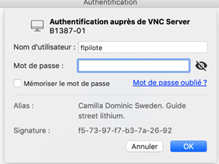 Authentification
Authentification auprès de VNC Server
B1387-01
Nom d'utilisateur : ftpilote
Mot de passe :
Mémoriser le mot de passe Mot de passe oublié ?
Alias : Camilla Dominic Sweden. Guide
street lithium.
Signature : f5-73-97-f7-b3-7a-26-92
Annuler OK